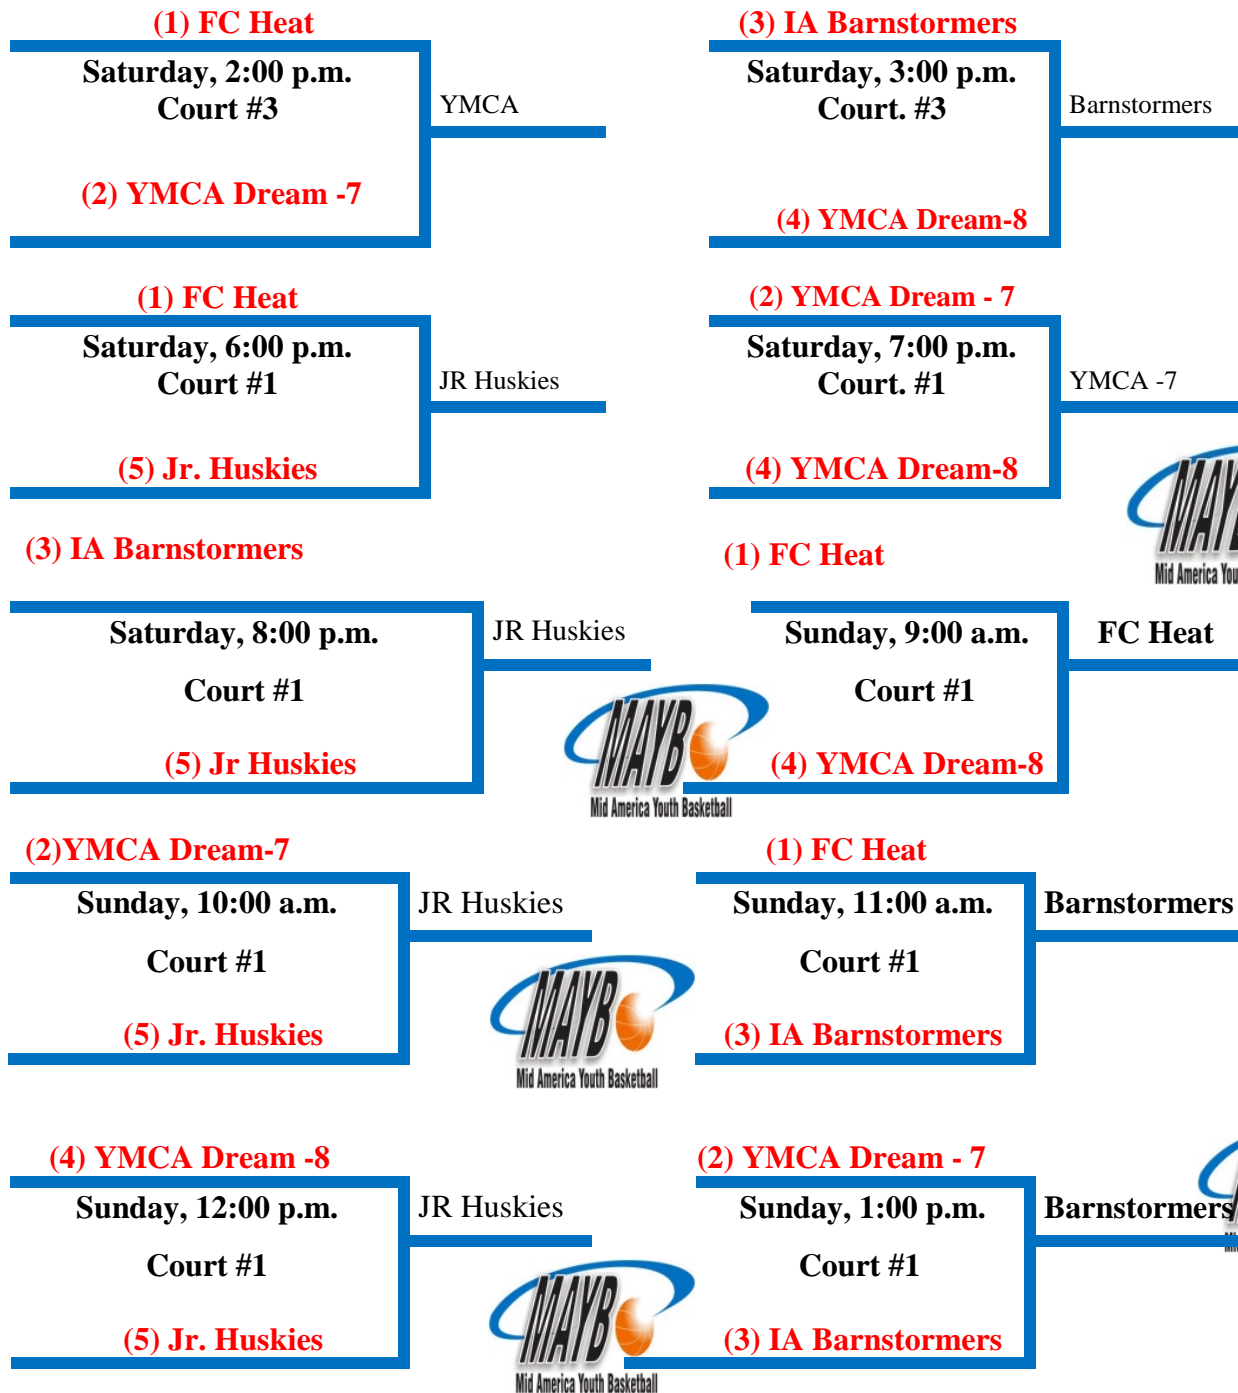 (1) FC Heat
Saturday, 2:00 p.m.
Court #3
YMCA
(2) YMCA Dream -7
(3) IA Barnstormers
Saturday, 3:00 p.m.
Court. #3
Barnstormers
(4) YMCA Dream-8
(1) FC Heat
Saturday, 6:00 p.m.
Court #1
JR Huskies
(5) Jr. Huskies
(2) YMCA Dream - 7
Saturday, 7:00 p.m.
Court. #1
YMCA -7
(4) YMCA Dream-8
Mid America
(3) IA Barnstormers
Saturday, 8:00 p.m.
JR Huskies
Court #1
(5) Jr Huskies
MAYB
Mid America Youth Basketball
(1) FC Heat
Sunday, 9:00 a.m.
FC Heat
Court #1
(4) YMCA Dream-8
(2)YMCA Dream-7
Sunday, 10:00 a.m.
JR Huskies
Court #1
(5) Jr. Huskies
MAYB
Mid America Youth Basketball
(1) FC Heat
Sunday, 11:00 a.m.
Barnstormers
Court #1
(3) IA Barnstormers
(4) YMCA Dream -8
Sunday, 12:00 p.m.
JR Huskies
Court #1
(5) Jr. Huskies
MAYB
Mid America Youth Basketball
(2) YMCA Dream - 7
Sunday, 1:00 p.m.
Barnstormers
Court #1
(3) IA Barnstormers